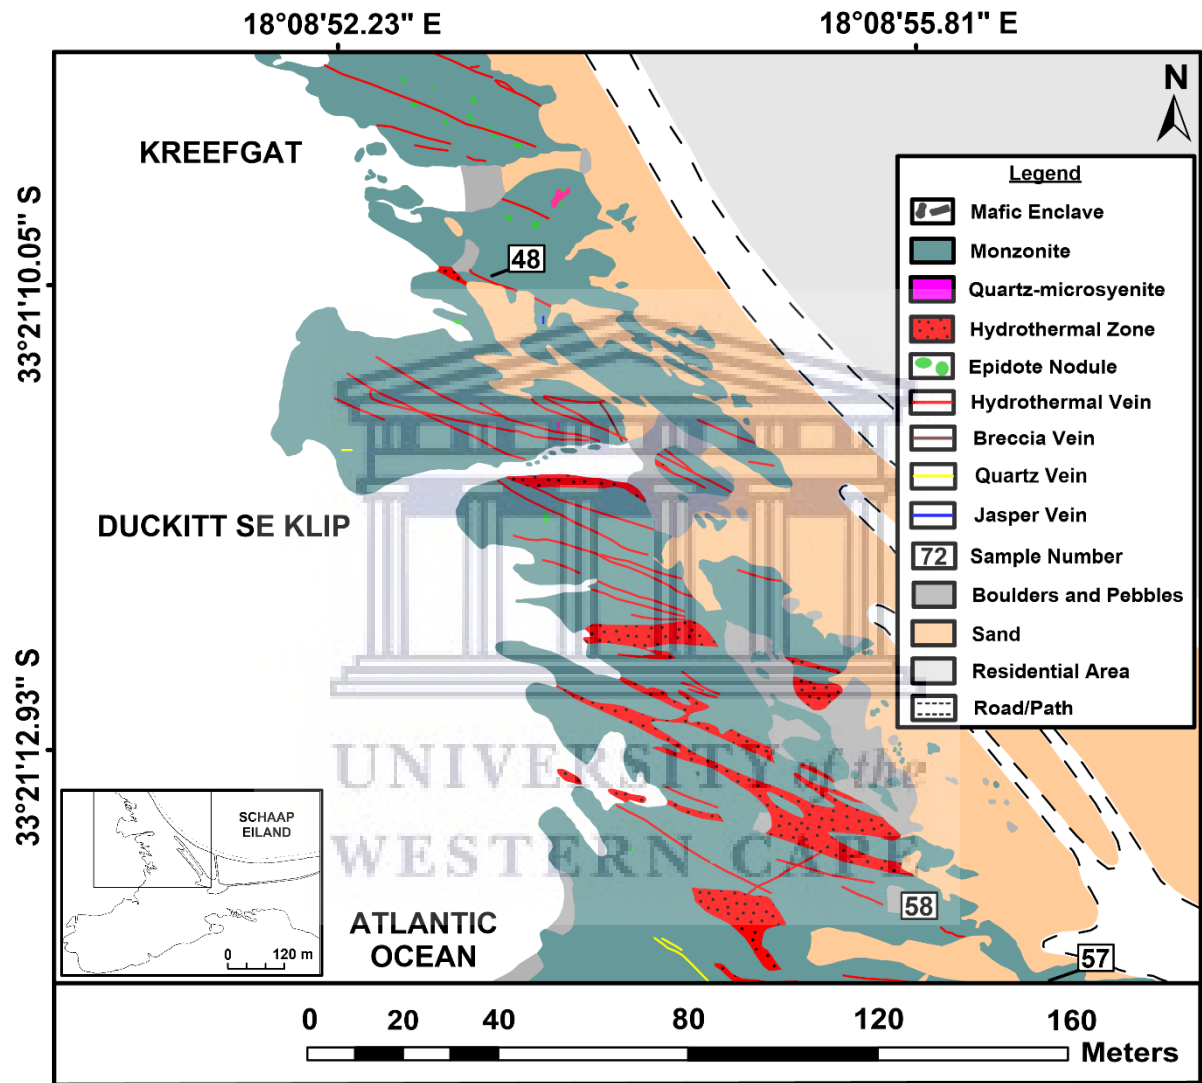 18°08'52.23" E
18°08'55.81" E
N
KREEFGAT
33°21'10.05" S
48
DUCKITT SE KLIP
33°21'12.93" S
Legend
Mafic Enclave
Monzonite
Quartz-microsyenite
Hydrothermal Zone
Epidote Nodule
Hydrothermal Vein
Breccia Vein
Quartz Vein
Jasper Vein
72 Sample Number
Boulders and Pebbles
Sand
Residential Area
Road/Path
UNIVERSITY of the
WESTERN CAPE
SCHAAP
EILAND
0 120 m
ATLANTIC
OCEAN
58
57
0 20 40 80 120 160
Meters